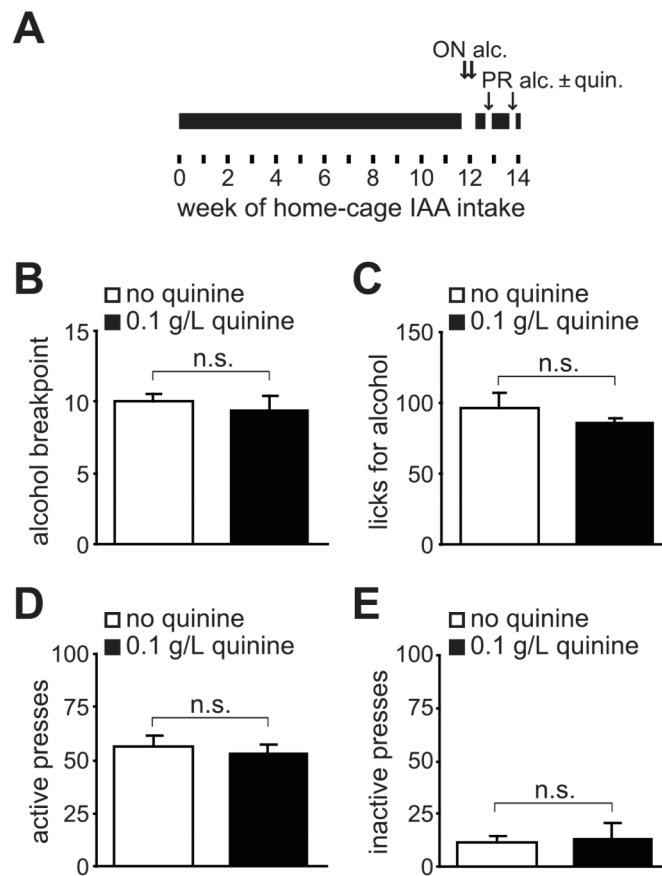 A
ON alc.
PR alc. ± quin.
0 2 4 6 8 10 12 14
week of home-cage IAA intake
B
no quinine
0.1 g/L quinine
15
10
5
0
alcohol breakpoint
n.s.
C
no quinine
0.1 g/L quinine
150
100
50
0
licks for alcohol
n.s.
D
no quinine
0.1 g/L quinine
100
75
50
25
0
active presses
n.s.
E
no quinine
0.1 g/L quinine
100
75
50
25
0
inactive presses
n.s.